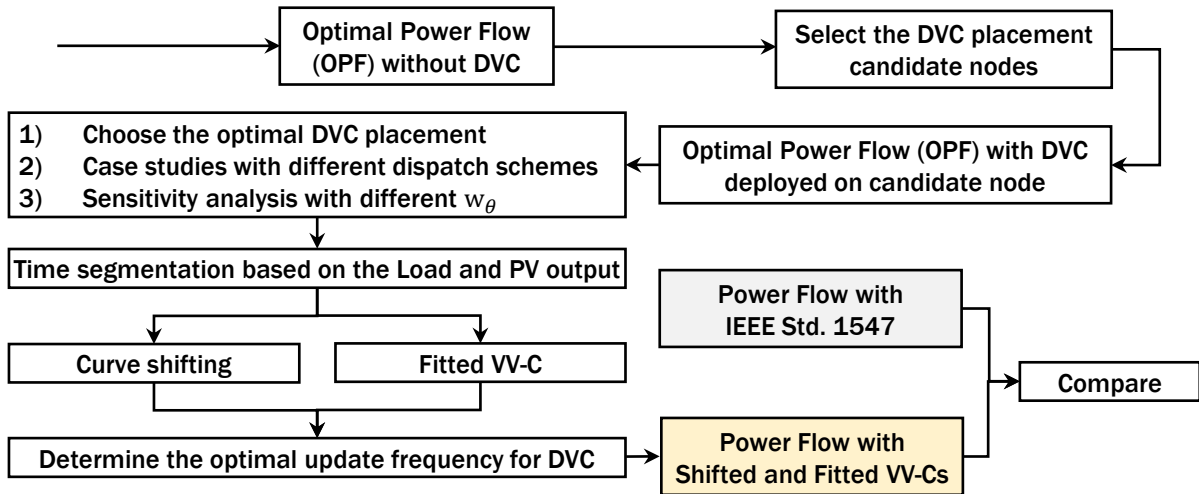 Optimal Power Flow
(OPF) without DVC
Select the DVC placement
candidate nodes
1) Choose the optimal DVC placement
2) Case studies with different dispatch schemes
3) Sensitivity analysis with different w_θ
Optimal Power Flow (OPF) with DVC
deployed on candidate node
Time segmentation based on the Load and PV output
Power Flow with
IEEE Std. 1547
Curve shifting
Fitted VV-C
Compare
Determine the optimal update frequency for DVC
Power Flow with
Shifted and Fitted VV-Cs